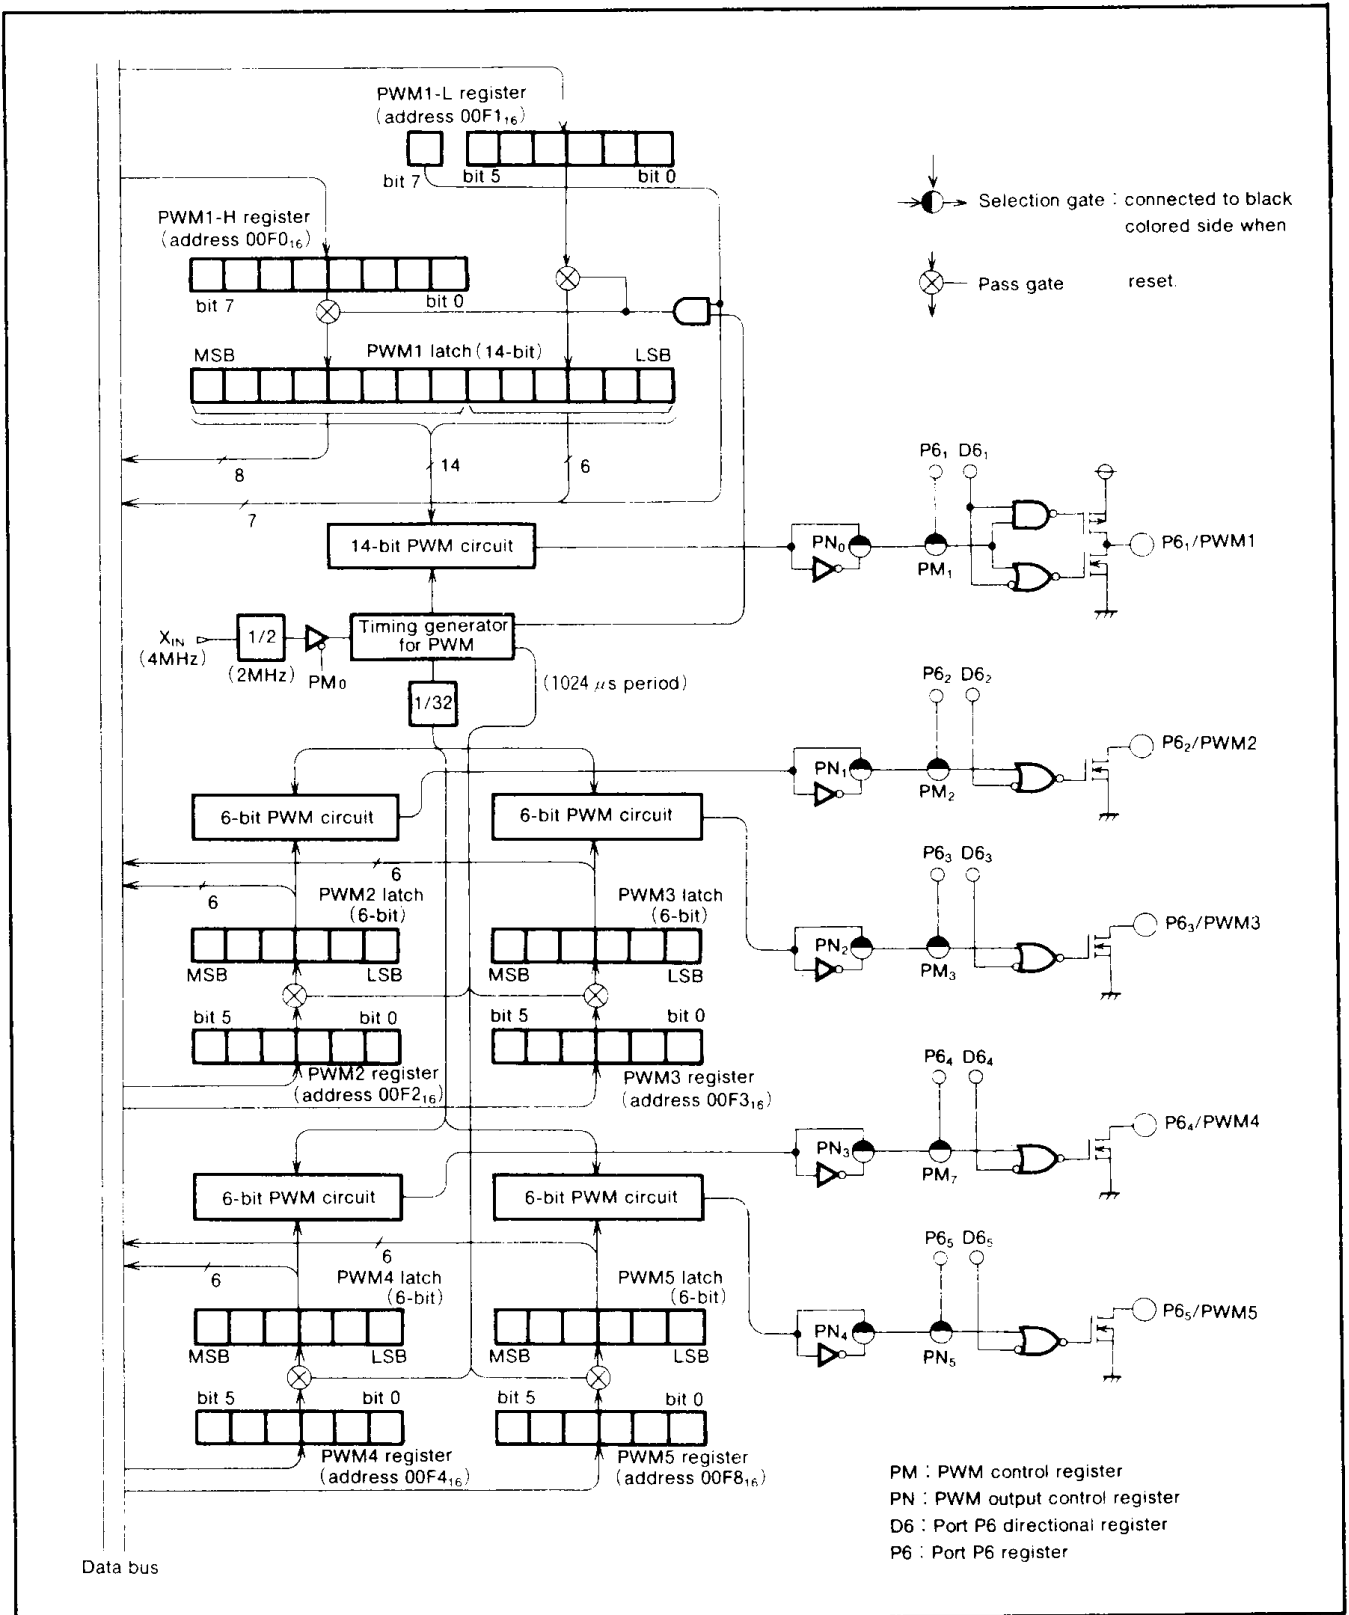 PWM1-L register
(address 00F1₁₆)
bit 7
bit 5
bit 0
Selection gate : connected to black
colored side when
reset.
Pass gate
PWM1-H register
(address 00F0₁₆)
bit 7
bit 0
MSB
PWM1 latch (14-bit)
LSB
8
14
6
7
14-bit PWM circuit
PN₀
P6₁
D6₁
PM₁
P6₁/PWM1
X_IN
(4MHz)
1/2
(2MHz)
PM₀
Timing generator
for PWM
1/32
(1024 μs period)
P6₂
D6₂
PN₁
PM₂
P6₂/PWM2
6-bit PWM circuit
6-bit PWM circuit
6
6
PWM2 latch
(6-bit)
PWM3 latch
(6-bit)
MSB
LSB
MSB
LSB
P6₃
D6₃
PN₂
PM₃
P6₃/PWM3
bit 5
bit 0
bit 5
bit 0
PWM2 register
(address 00F2₁₆)
PWM3 register
(address 00F3₁₆)
P6₄
D6₄
PN₃
PM₇
P6₄/PWM4
6-bit PWM circuit
6-bit PWM circuit
6
6
PWM4 latch
(6-bit)
PWM5 latch
(6-bit)
MSB
LSB
MSB
LSB
P6₅
D6₅
PN₄
PN₅
P6₅/PWM5
bit 5
bit 0
bit 5
bit 0
PWM4 register
(address 00F4₁₆)
PWM5 register
(address 00F8₁₆)
PM : PWM control register
PN : PWM output control register
D6 : Port P6 directional register
P6 : Port P6 register
Data bus